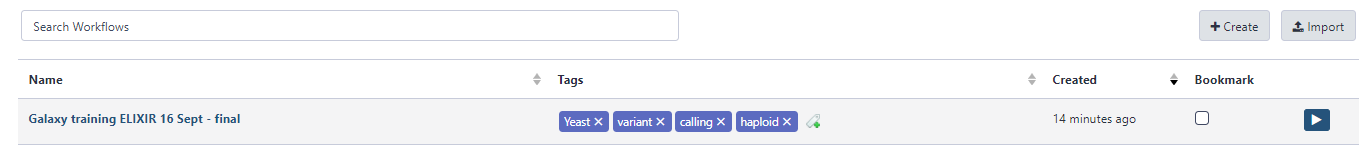 Search Workflows
Create Import
Name Tags Created Bookmark
Galaxy training ELIXIR 16 Sept - final Yeast variant calling haploid 14 minutes ago